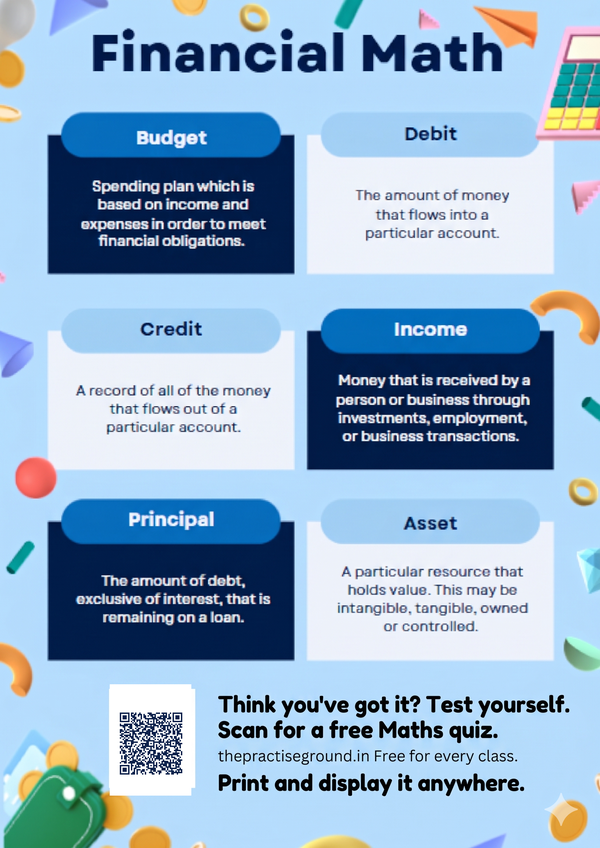 Financial Math
Budget
Spending plan which is
based on income and
expenses in order to meet
financial obligations.
Debit
The amount of money
that flows into a
particular account.
Credit
A record of all of the money
that flows out of a
particular account.
Income
Money that is received by a
person or business through
investments, employment,
or business transactions.
Principal
The amount of debt,
exclusive of interest, that is
remaining on a loan.
Asset
A particular resource that
holds value. This may be
intangible, tangible, owned
or controlled.
Think you've got it? Test yourself.
Scan for a free Maths quiz.
thepractiseground.in Free for every class.
Print and display it anywhere.